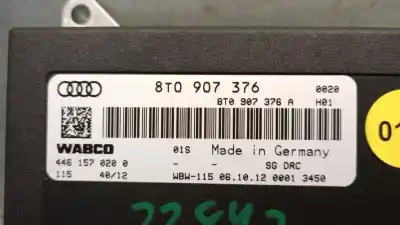 8T0 907 376 0020
8T0 907 376 A H01
WABCO 01S Made in Germany
446 157 020 0 - - SG DRC
115 40/12 WBW-115 06.10.12 0001 3450
01